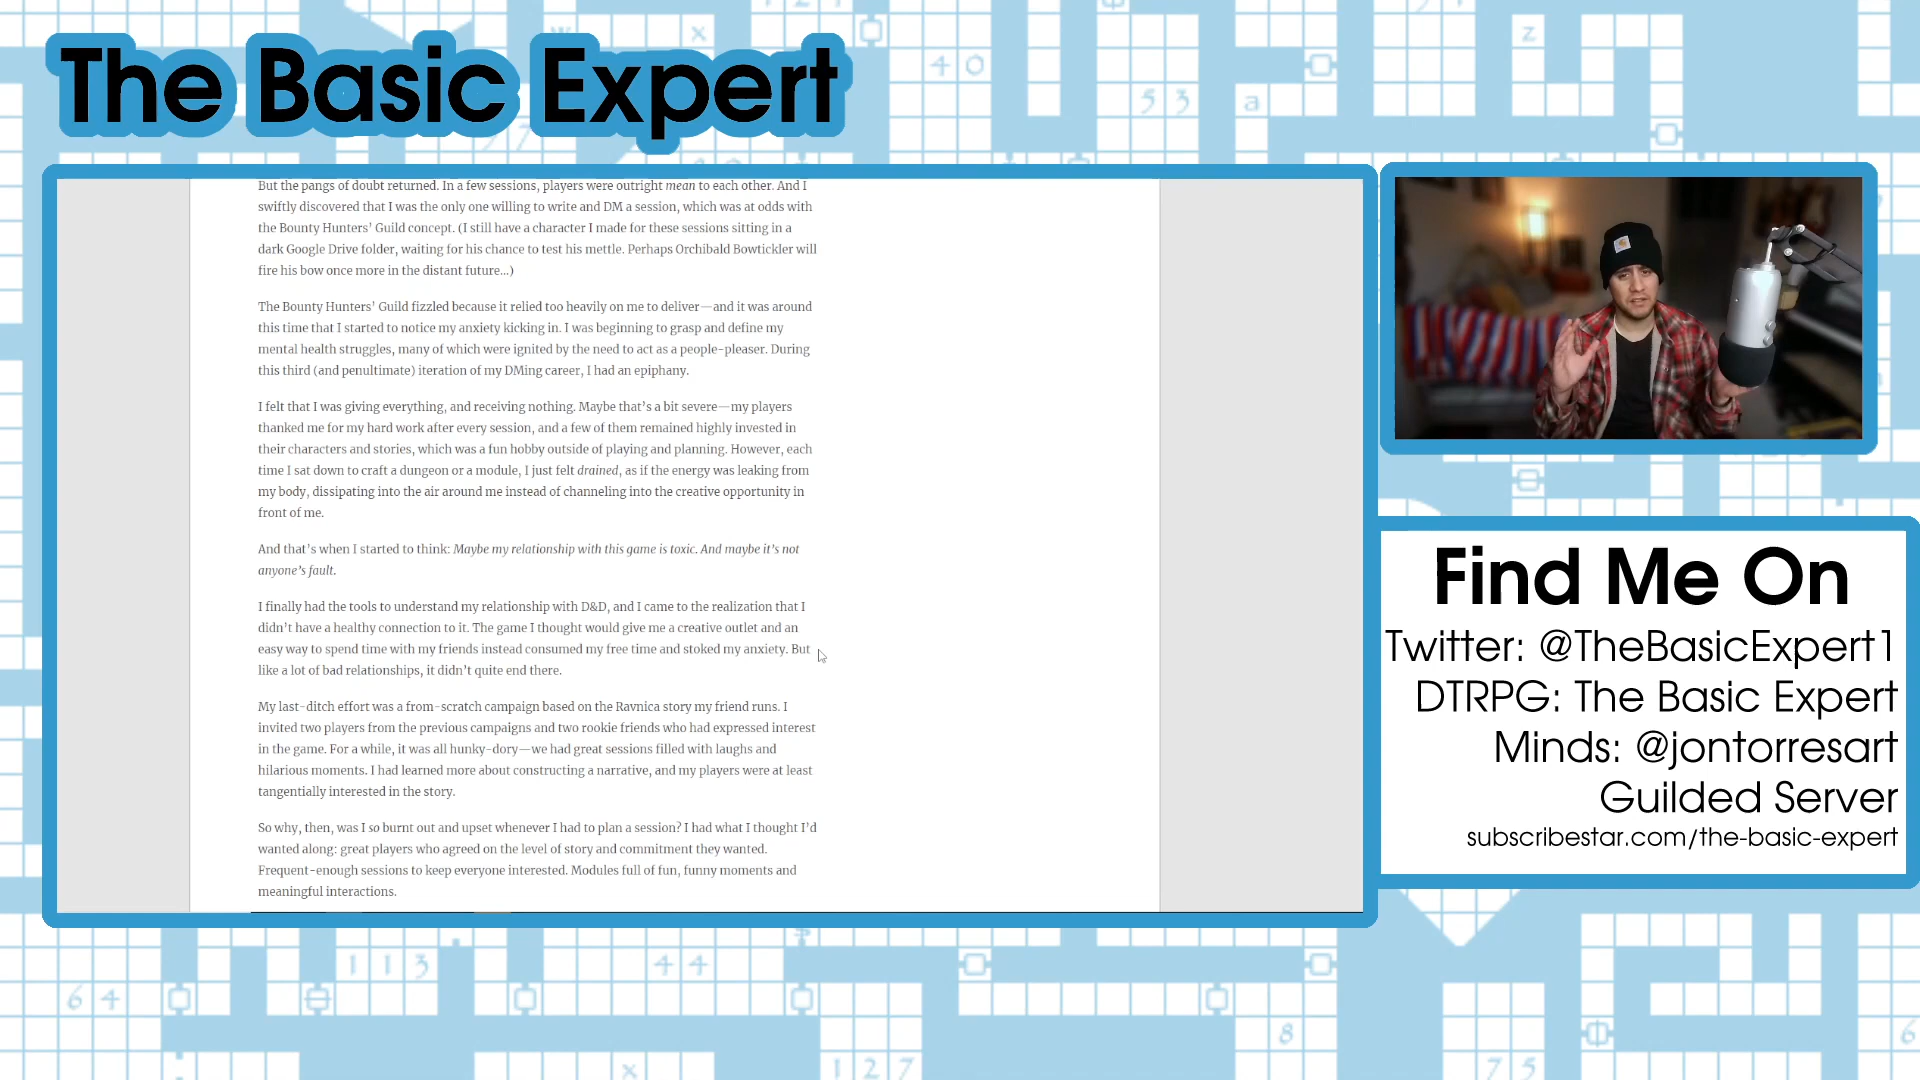 The Basic Expert
But the pangs of doubt returned. In a few sessions, players were outright mean to each other. And I
swiftly discovered that I was the only one willing to write and DM a session, which was at odds with
the Bounty Hunters’ Guild concept. (I still have a character I made for these sessions sitting in a
dark Google Drive folder, waiting for his chance to test his mettle. Perhaps Orchibald Bowtickler will
fire his bow once more in the distant future…)
The Bounty Hunters’ Guild fizzled because it relied too heavily on me to deliver—and it was around
this time that I started to notice my anxiety kicking in. I was beginning to grasp and define my
mental health struggles, many of which were ignited by the need to act as a people-pleaser. During
this third (and penultimate) iteration of my DMing career, I had an epiphany.
I felt that I was giving everything, and receiving nothing. Maybe that’s a bit severe—my players
thanked me for my hard work after every session, and a few of them remained highly invested in
their characters and stories, which was a fun hobby outside of playing and planning. However, each
time I sat down to craft a dungeon or a module, I just felt drained, as if the energy was leaking from
my body, dissipating into the air around me instead of channeling into the creative opportunity in
front of me.
And that’s when I started to think: Maybe my relationship with this game is toxic. And maybe it’s not
anyone’s fault.
I finally had the tools to understand my relationship with D&D, and I came to the realization that I
didn’t have a healthy connection to it. The game I thought would give me a creative outlet and an
easy way to spend time with my friends instead consumed my free time and stoked my anxiety. But
like a lot of bad relationships, it didn’t quite end there.
My last-ditch effort was a from-scratch campaign based on the Ravnica story my friend runs. I
invited two players from the previous campaigns and two rookie friends who had expressed interest
in the game. For a while, it was all hunky-dory—we had great sessions filled with laughs and
hilarious moments. I had learned more about constructing a narrative, and my players were at least
tangentially interested in the story.
So why, then, was I so burnt out and upset whenever I had to plan a session? I had what I thought I’d
wanted along: great players who agreed on the level of story and commitment they wanted.
Frequent-enough sessions to keep everyone interested. Modules full of fun, funny moments and
meaningful interactions.
Find Me On
Twitter: @TheBasicExpert1
DTRPG: The Basic Expert
Minds: @jontorresart
Guilded Server
subscribestar.com/the-basic-expert
x
z
40
53
a
113
44
64
8
6
x
127
75